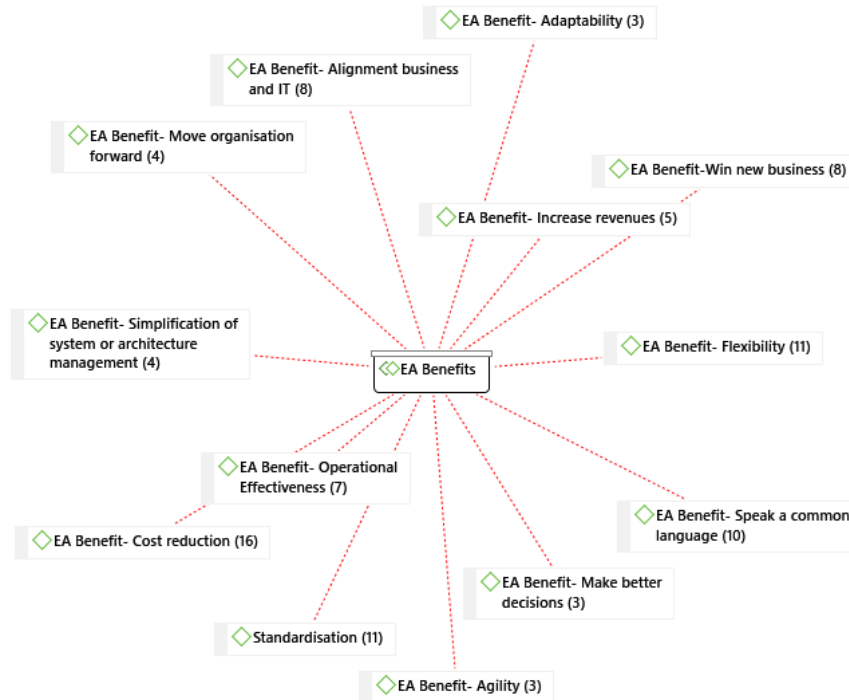 EA Benefit- Adaptability (3)
EA Benefit- Alignment business
and IT (8)
EA Benefit- Move organisation
forward (4)
EA Benefit-Win new business (8)
EA Benefit- Increase revenues (5)
EA Benefit- Simplification of
system or architecture
management (4)
EA Benefit- Flexibility (11)
EA Benefits
EA Benefit- Operational
Effectiveness (7)
EA Benefit- Speak a common
language (10)
EA Benefit- Cost reduction (16)
EA Benefit- Make better
decisions (3)
Standardisation (11)
EA Benefit- Agility (3)